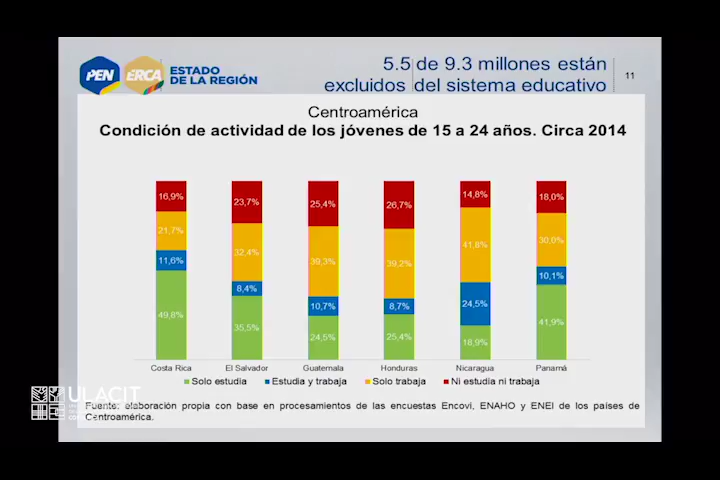 PEN
ERCA
ESTADO
DE LA REGIÓN
5.5 de 9.3 millones están
excluidos del sistema educativo
11
Centroamérica
Condición de actividad de los jóvenes de 15 a 24 años. Circa 2014
16,9% 23,7% 25,4% 26,7% 14,8% 18,0%
21,7% 32,4% 39,3% 39,2% 41,8% 30,0%
11,6% 8,4% 10,7% 8,7% 24,5% 10,1%
49,8% 35,5% 24,5% 25,4% 18,9% 41,9%
Costa Rica El Salvador Guatemala Honduras Nicaragua Panamá
Solo estudia Estudia y trabaja Solo trabaja Ni estudia ni trabaja
ULACIT
Fuente: elaboración propia con base en procesamientos de las encuestas Encovi, ENAHO y ENEI de los países de
Centroamérica.